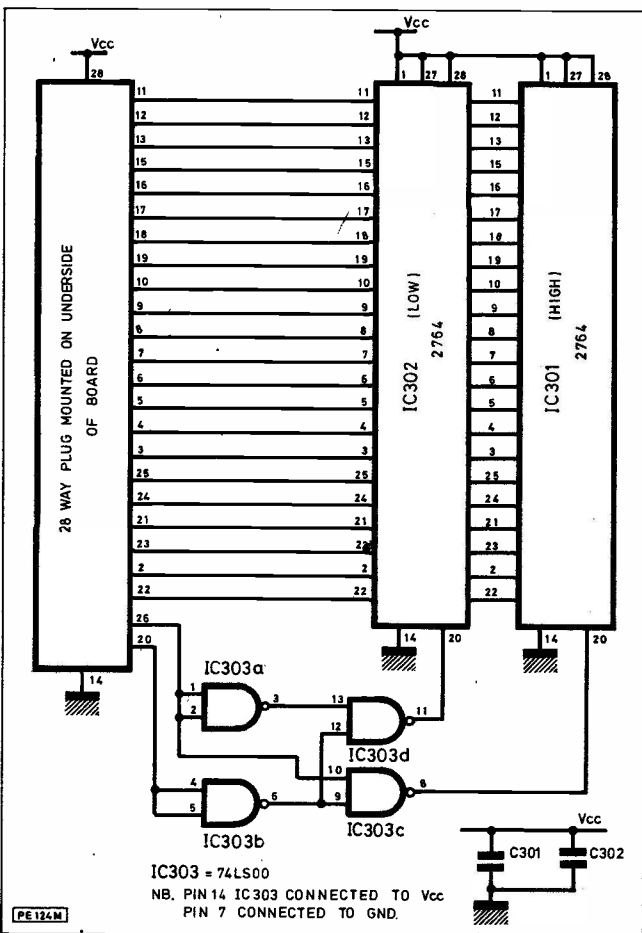 Vcc
Vcc
28
1 27 28
1 27 28
11 11 11
12 12 12
13 13 13
15 15 15
16 16 16
17 17 17
18 18 18
19 19 19
10 10 10
9 9 9
8 8 8
7 7 7
6 6 6
5 5 5
4 4 4
3 3 3
25 25 25
24 24 24
21 21 21
23 23 23
2 2 2
22 22 22
26
20
14
28 WAY PLUG MOUNTED ON UNDERSIDE
OF BOARD
IC302 (LOW)
2764
IC301 (HIGH)
2764
14 20
14 20
IC303a
1
2
3
13
12
11
IC303d
4
5
6
10
9
8
IC303b
IC303c
Vcc
C301
C302
IC303 = 74LS00
NB. PIN 14 IC303 CONNECTED TO Vcc
PIN 7 CONNECTED TO GND.
PE124M